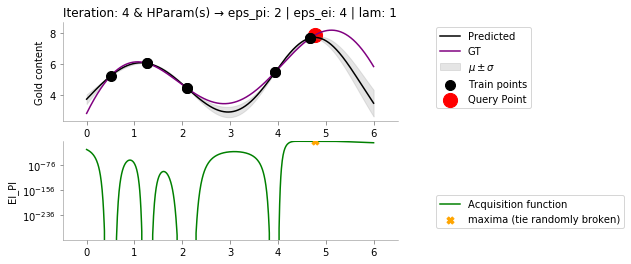 Iteration: 4 & HParam(s) → eps_pi: 2 | eps_ei: 4 | lam: 1
Gold content
8
6
4
0 1 2 3 4 5 6
Predicted
GT
μ ± σ
Train points
Query Point
EI_PI
10⁻⁷⁶
10⁻¹⁵⁶
10⁻²³⁶
0 1 2 3 4 5 6
Acquisition function
maxima (tie randomly broken)